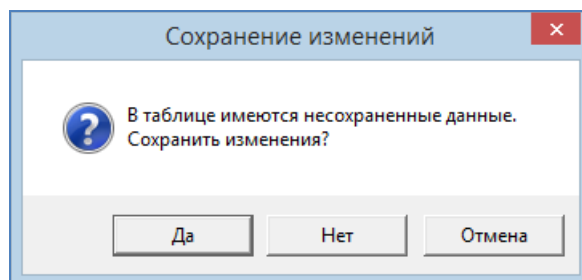 Сохранение изменений
В таблице имеются несохраненные данные.
Сохранить изменения?
Да Нет Отмена